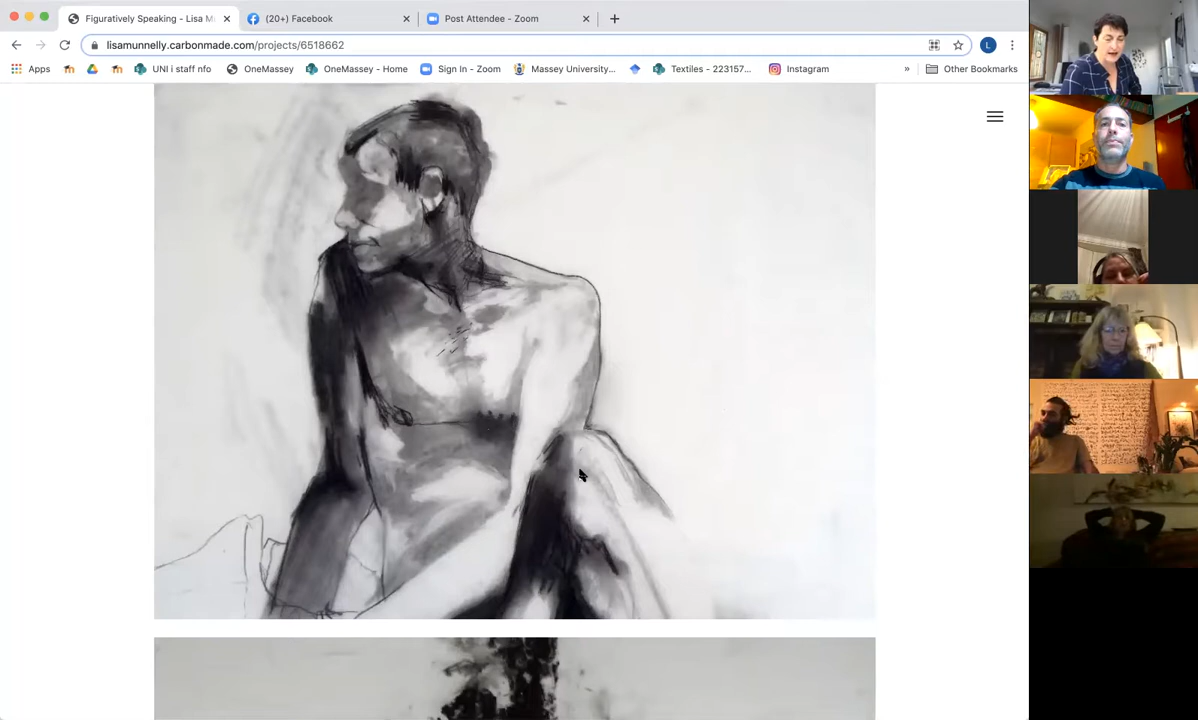 Figuratively Speaking - Lisa Mu
(20+) Facebook
Post Attendee - Zoom
lisamunnelly.carbonmade.com/projects/6518662
L
Apps
UNI i staff nfo
OneMassey
OneMassey - Home
Sign In - Zoom
Massey University...
Textiles - 223157...
Instagram
»
Other Bookmarks